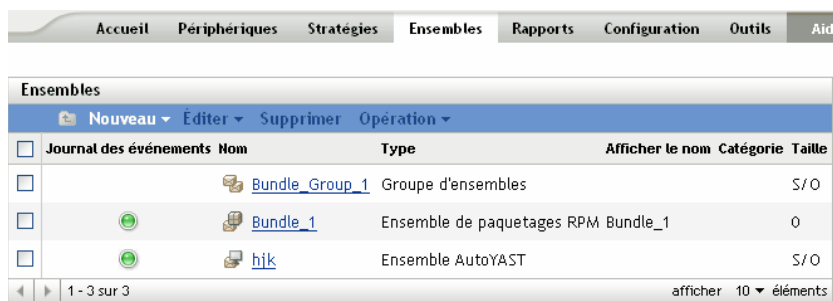 Accueil Périphériques Stratégies Ensembles Rapports Configuration Outils Aid
Ensembles
Nouveau Éditer Supprimer Opération
Journal des événements Nom Type Afficher le nom Catégorie Taille
Bundle_Group_1 Groupe d'ensembles S/O
Bundle_1 Ensemble de paquetages RPM Bundle_1 0
hjk Ensemble AutoYAST S/O
1 - 3 sur 3 afficher 10 éléments